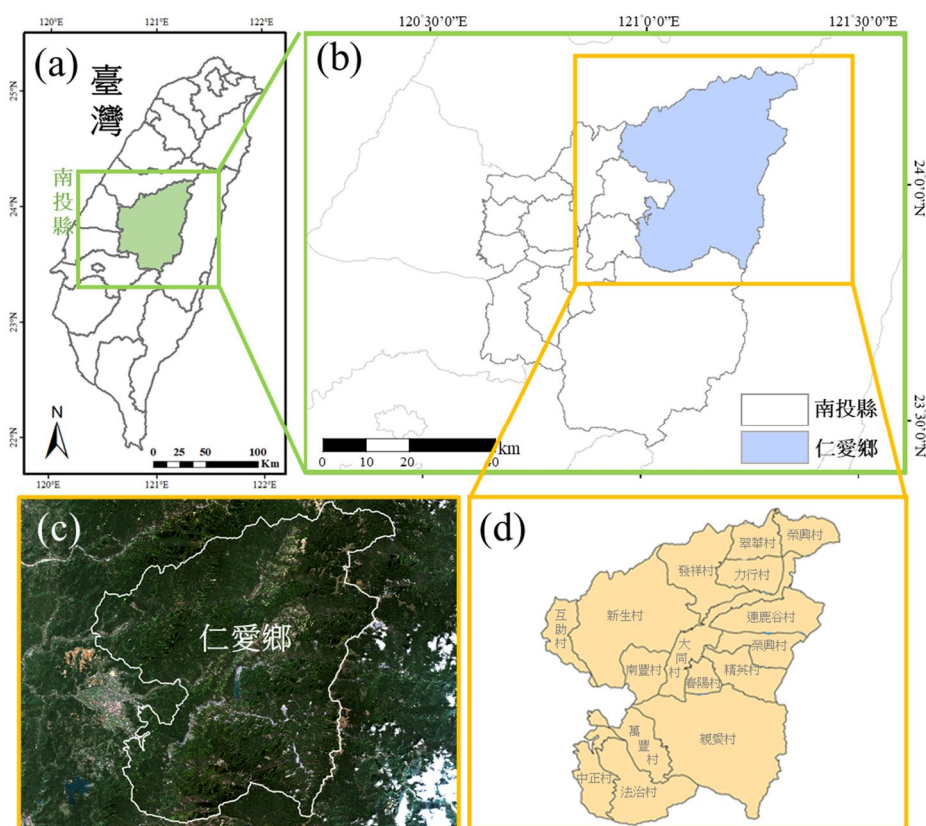 120°E
121°E
122°E
(a)
臺
灣
25°N
南
投
縣
24°N
23°N
22°N
N
0 25 50 100
Km
120°E
121°E
122°E
120°30'0"E
121°0'0"E
121°30'0"E
(b)
24°0'0"N
23°30'0"N
南投縣
仁愛鄉
km
0 10 20 40
(c)
仁愛鄉
(d)
榮興村
翠華村
發祥村
力行村
互
助
村
新生村
連鹿谷村
大
同
村
榮興村
南豐村
精英村
春陽村
萬
豐
村
親愛村
中正村
法治村